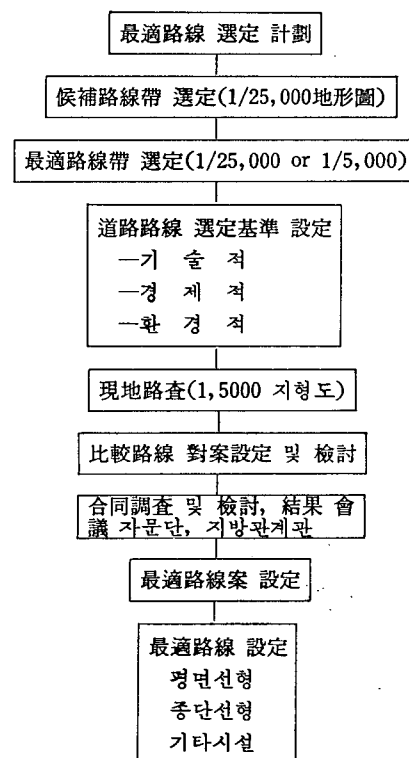 最適路線 選定 計劃
候補路線帶 選定(1/25,000地形圖)
最適路線帶 選定(1/25,000 or 1/5,000)
道路路線 選定基準 設定
—기 술 적
—경 제 적
—환 경 적
現地路査(1,5000 지형도)
比較路線 對案設定 및 檢討
合同調査 및 檢討, 結果 會
議 자문단, 지방관계관
最適路線案 設定
最適路線 設定
평면선형
종단선형
기타시설